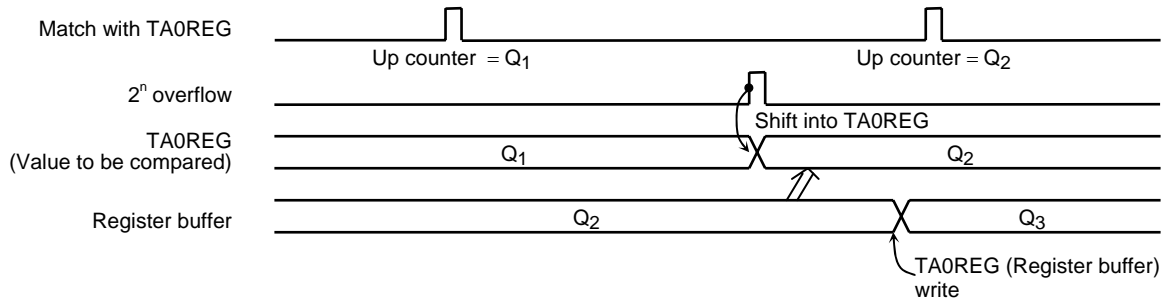 Match with TA0REG
Up counter = Q1
Up counter = Q2
2n overflow
Shift into TA0REG
TA0REG
(Value to be compared)
Q1
Q2
Register buffer
Q2
Q3
TA0REG (Register buffer)
write